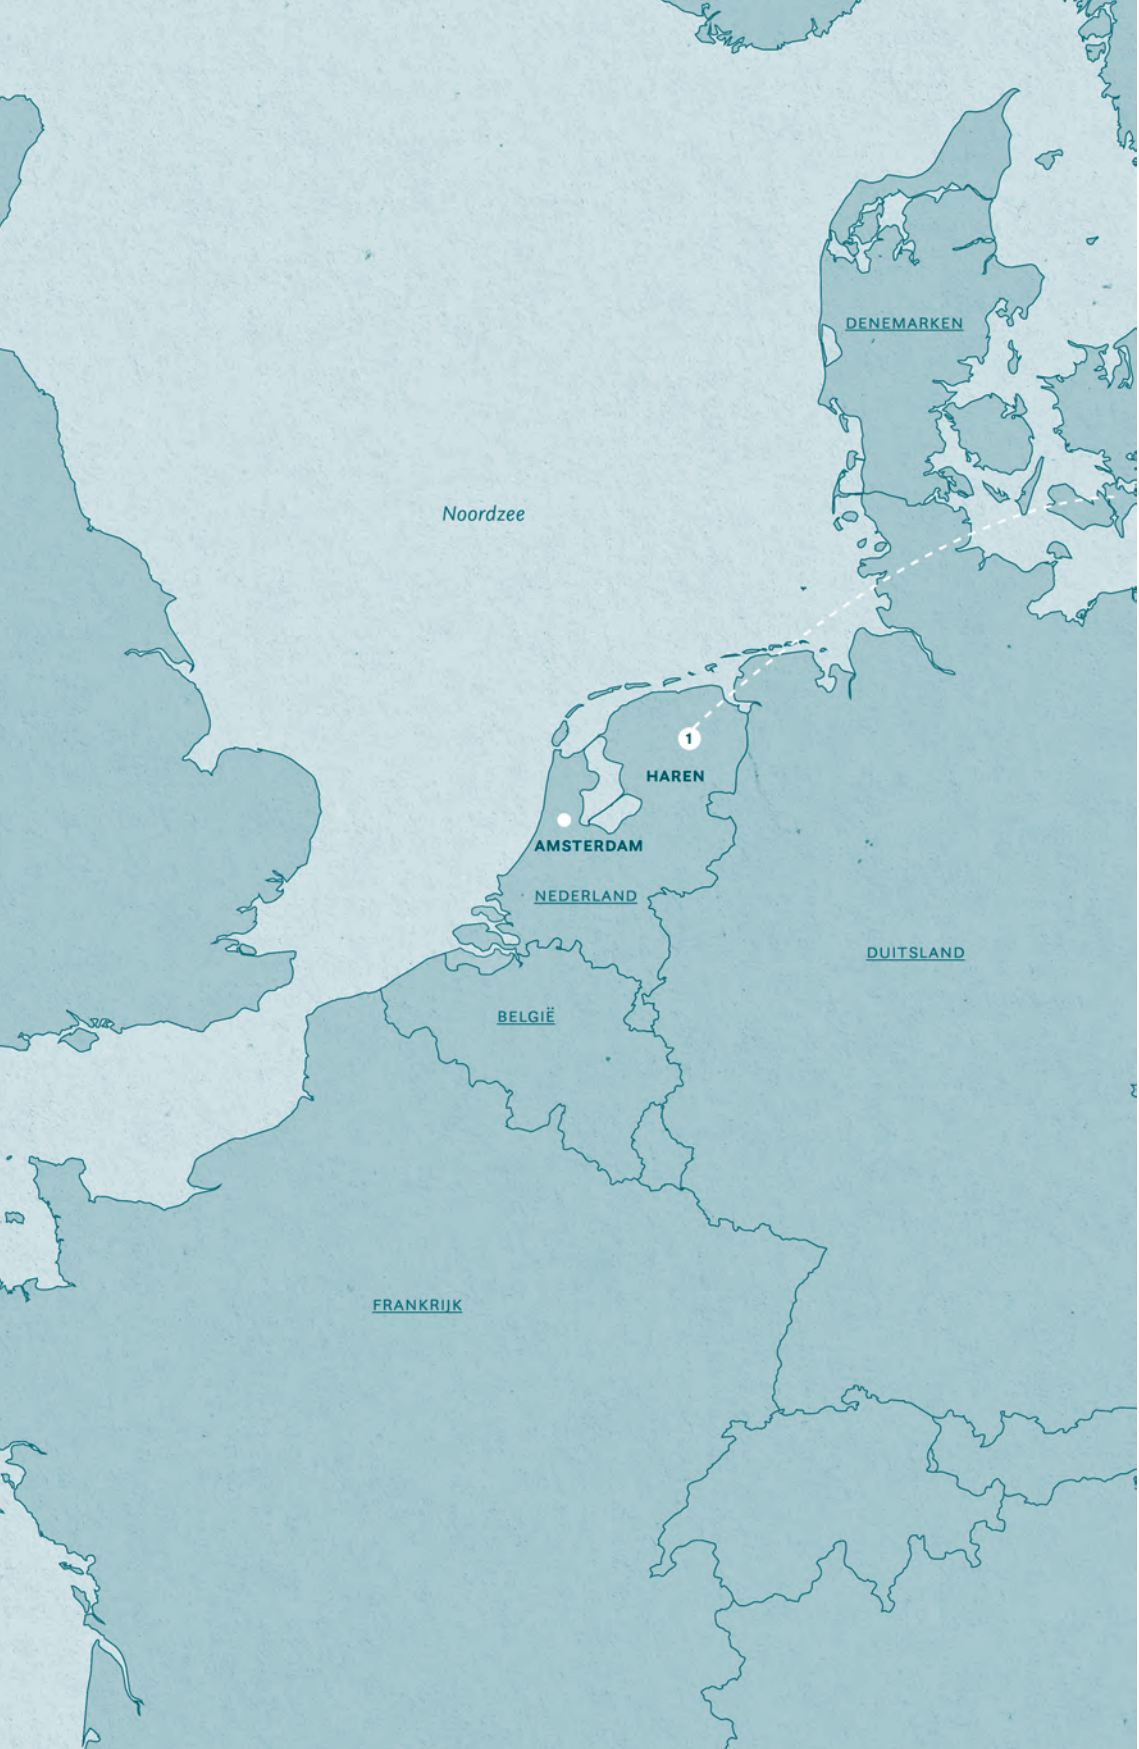 DENEMARKEN
Noordzee
1
HAREN
AMSTERDAM
NEDERLAND
DUITSLAND
BELGIË
FRANKRIJK